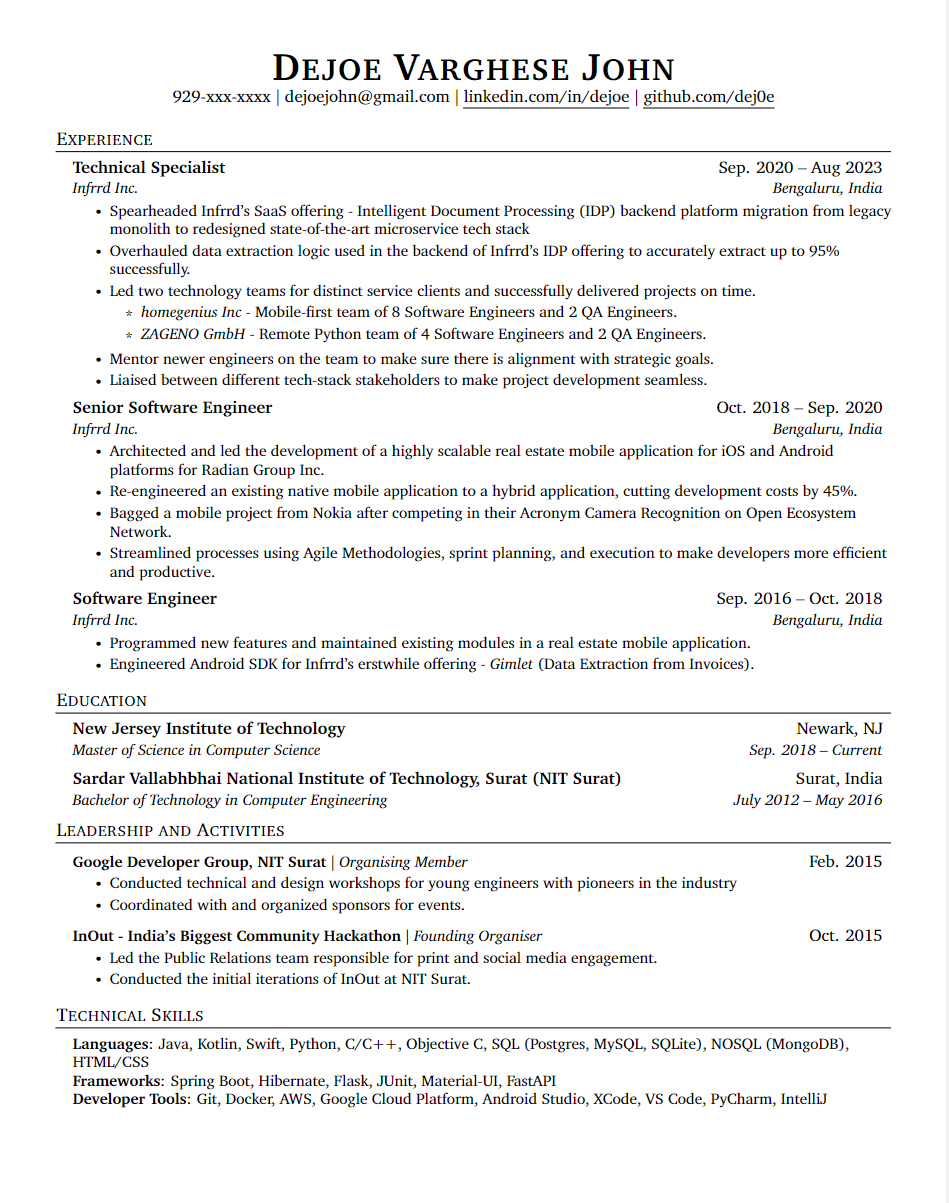 DEJOE VARGHESE JOHN
929-xxx-xxxx | dejoejohn@gmail.com | linkedin.com/in/dejoe | github.com/dej0e
EXPERIENCE
Technical Specialist Sep. 2020 – Aug 2023
Infrrd Inc. Bengaluru, India
• Spearheaded Infrrd's SaaS offering - Intelligent Document Processing (IDP) backend platform migration from legacy
monolith to redesigned state-of-the-art microservice tech stack
• Overhauled data extraction logic used in the backend of Infrrd's IDP offering to accurately extract up to 95%
successfully.
• Led two technology teams for distinct service clients and successfully delivered projects on time.
* homegenius Inc - Mobile-first team of 8 Software Engineers and 2 QA Engineers.
* ZAGENO GmbH - Remote Python team of 4 Software Engineers and 2 QA Engineers.
• Mentor newer engineers on the team to make sure there is alignment with strategic goals.
• Liaised between different tech-stack stakeholders to make project development seamless.
Senior Software Engineer Oct. 2018 – Sep. 2020
Infrrd Inc. Bengaluru, India
• Architected and led the development of a highly scalable real estate mobile application for iOS and Android
platforms for Radian Group Inc.
• Re-engineered an existing native mobile application to a hybrid application, cutting development costs by 45%.
• Bagged a mobile project from Nokia after competing in their Acronym Camera Recognition on Open Ecosystem
Network.
• Streamlined processes using Agile Methodologies, sprint planning, and execution to make developers more efficient
and productive.
Software Engineer Sep. 2016 – Oct. 2018
Infrrd Inc. Bengaluru, India
• Programmed new features and maintained existing modules in a real estate mobile application.
• Engineered Android SDK for Infrrd's erstwhile offering - Gimlet (Data Extraction from Invoices).
EDUCATION
New Jersey Institute of Technology Newark, NJ
Master of Science in Computer Science Sep. 2018 – Current
Sardar Vallabhbhai National Institute of Technology, Surat (NIT Surat) Surat, India
Bachelor of Technology in Computer Engineering July 2012 – May 2016
LEADERSHIP AND ACTIVITIES
Google Developer Group, NIT Surat | Organising Member Feb. 2015
• Conducted technical and design workshops for young engineers with pioneers in the industry
• Coordinated with and organized sponsors for events.
InOut - India's Biggest Community Hackathon | Founding Organiser Oct. 2015
• Led the Public Relations team responsible for print and social media engagement.
• Conducted the initial iterations of InOut at NIT Surat.
TECHNICAL SKILLS
Languages: Java, Kotlin, Swift, Python, C/C++, Objective C, SQL (Postgres, MySQL, SQLite), NOSQL (MongoDB),
HTML/CSS
Frameworks: Spring Boot, Hibernate, Flask, JUnit, Material-UI, FastAPI
Developer Tools: Git, Docker, AWS, Google Cloud Platform, Android Studio, XCode, VS Code, PyCharm, IntelliJ